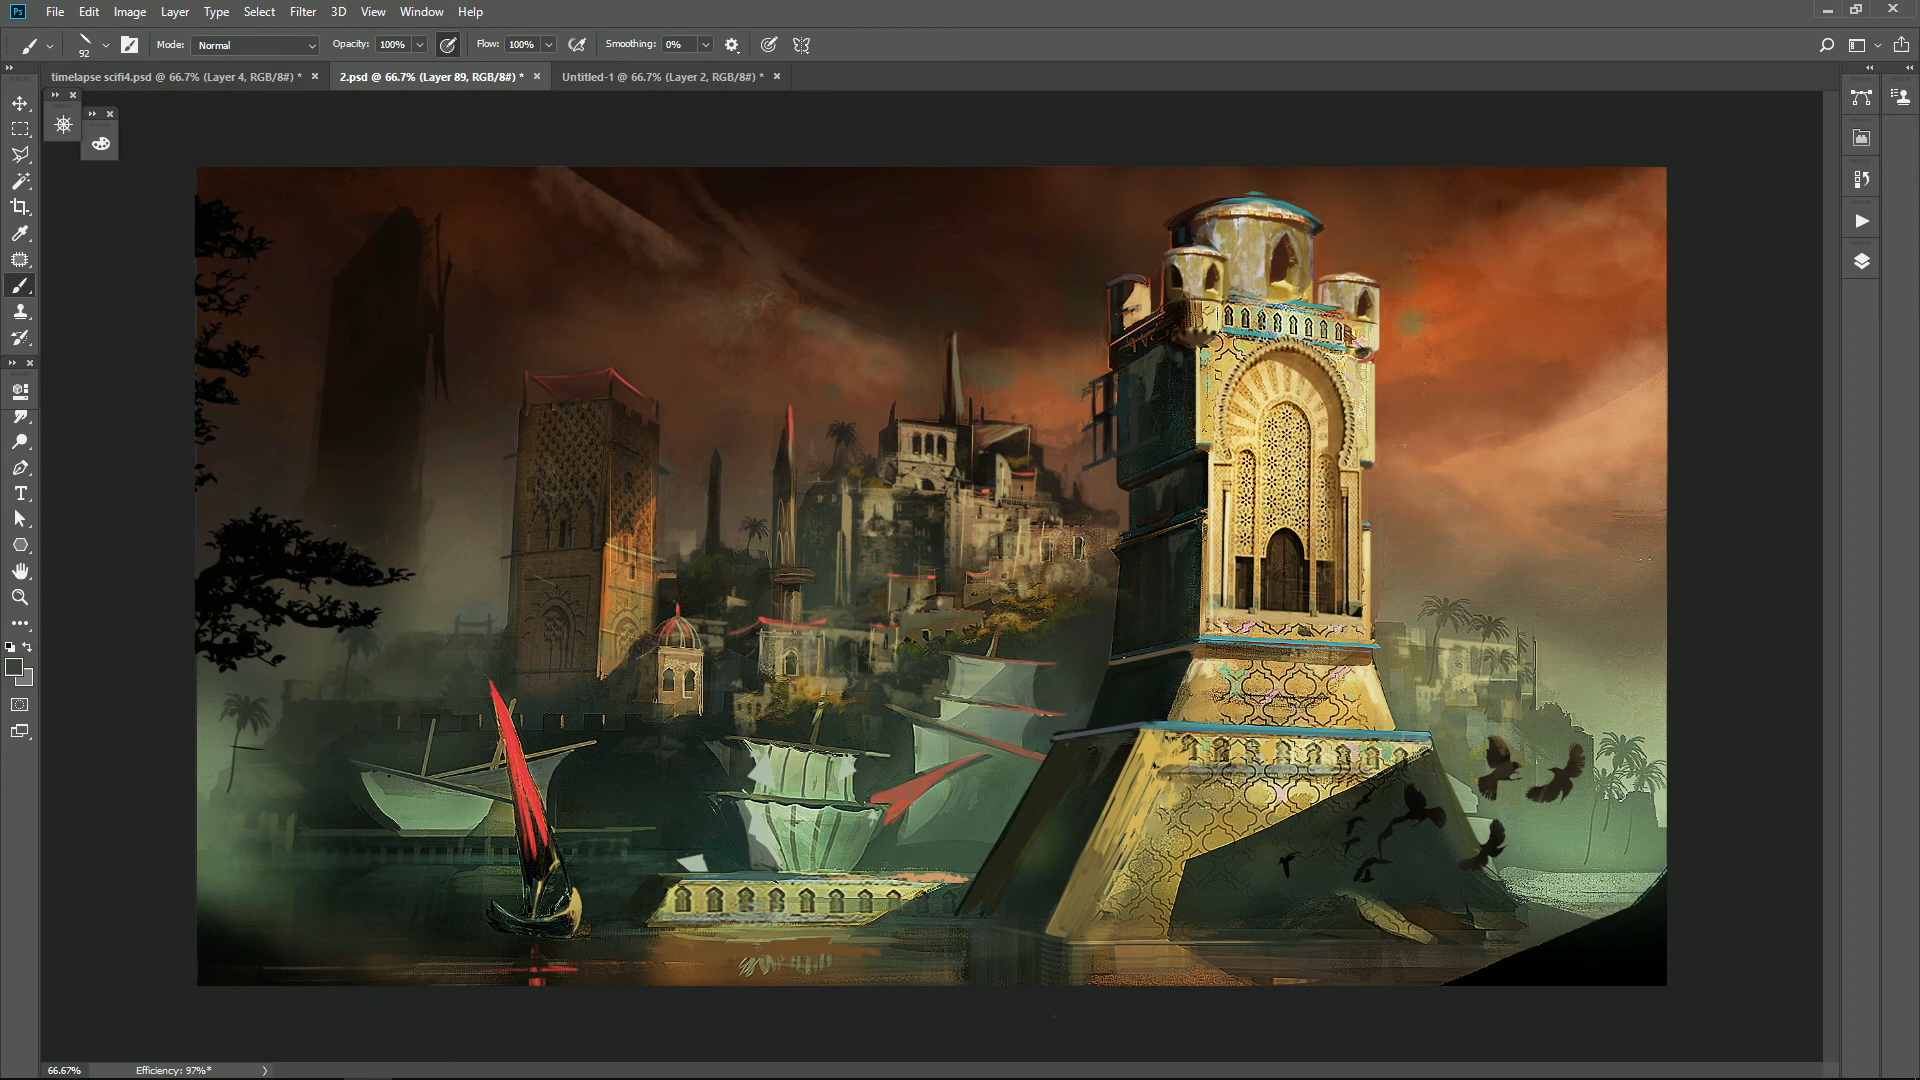 Ps File Edit Image Layer Type Select Filter 3D View Window Help
92 Mode: Normal Opacity: 100% Flow: 100% Smoothing: 0%
timelapse scifi4.psd @ 66.7% (Layer 4, RGB/8#) * × 2.psd @ 66.7% (Layer 89, RGB/8#) * × Untitled-1 @ 66.7% (Layer 2, RGB/8#) * ×
66.67% Efficiency: 97%*